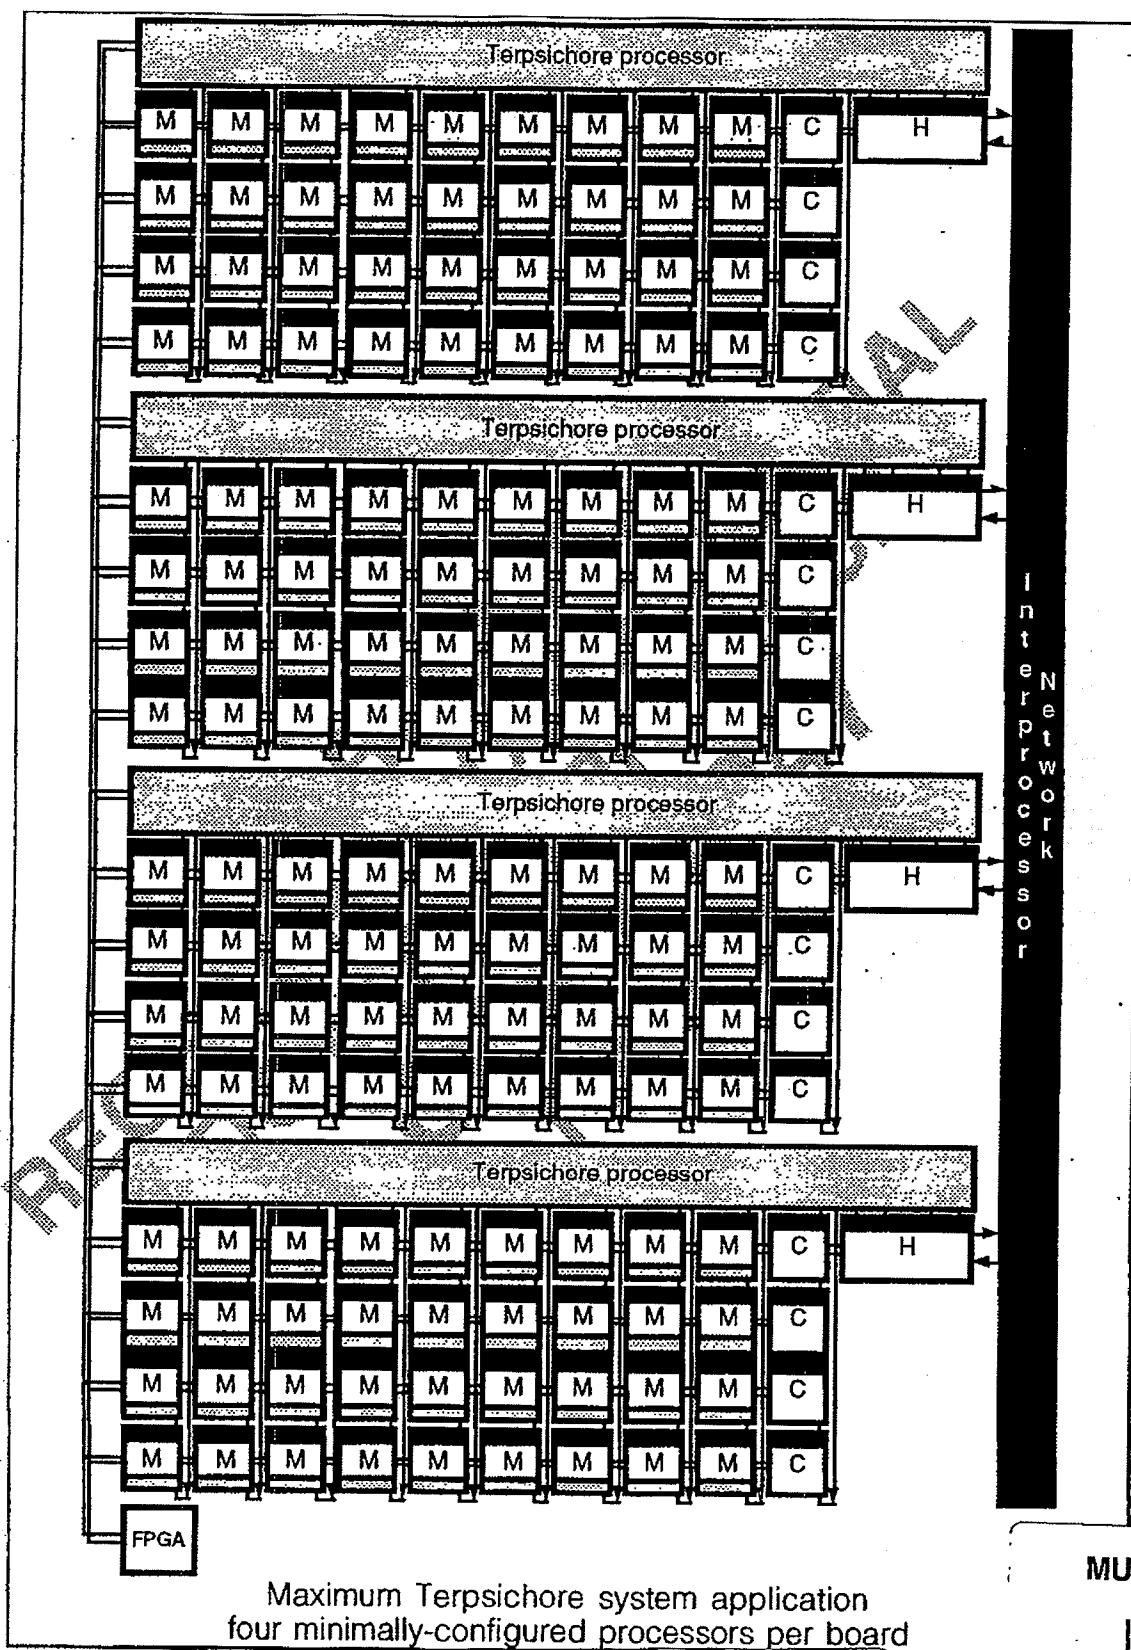 Terpsichore processor
M M M M M M M M M C H
M M M M M M M M M C
M M M M M M M M M C
M M M M M M M M M C
Terpsichore processor
M M M M M M M M M C H
M M M M M M M M M C
M M M M M M M M M C
M M M M M M M M M C
Terpsichore processor
M M M M M M M M M C H
M M M M M M M M M C
M M M M M M M M M C
M M M M M M M M M C
Terpsichore processor
M M M M M M M M M C H
M M M M M M M M M C
M M M M M M M M M C
M M M M M M M M M C
FPGA
Interprocessor
Network
Maximum Terpsichore system application
four minimally-configured processors per board
MU